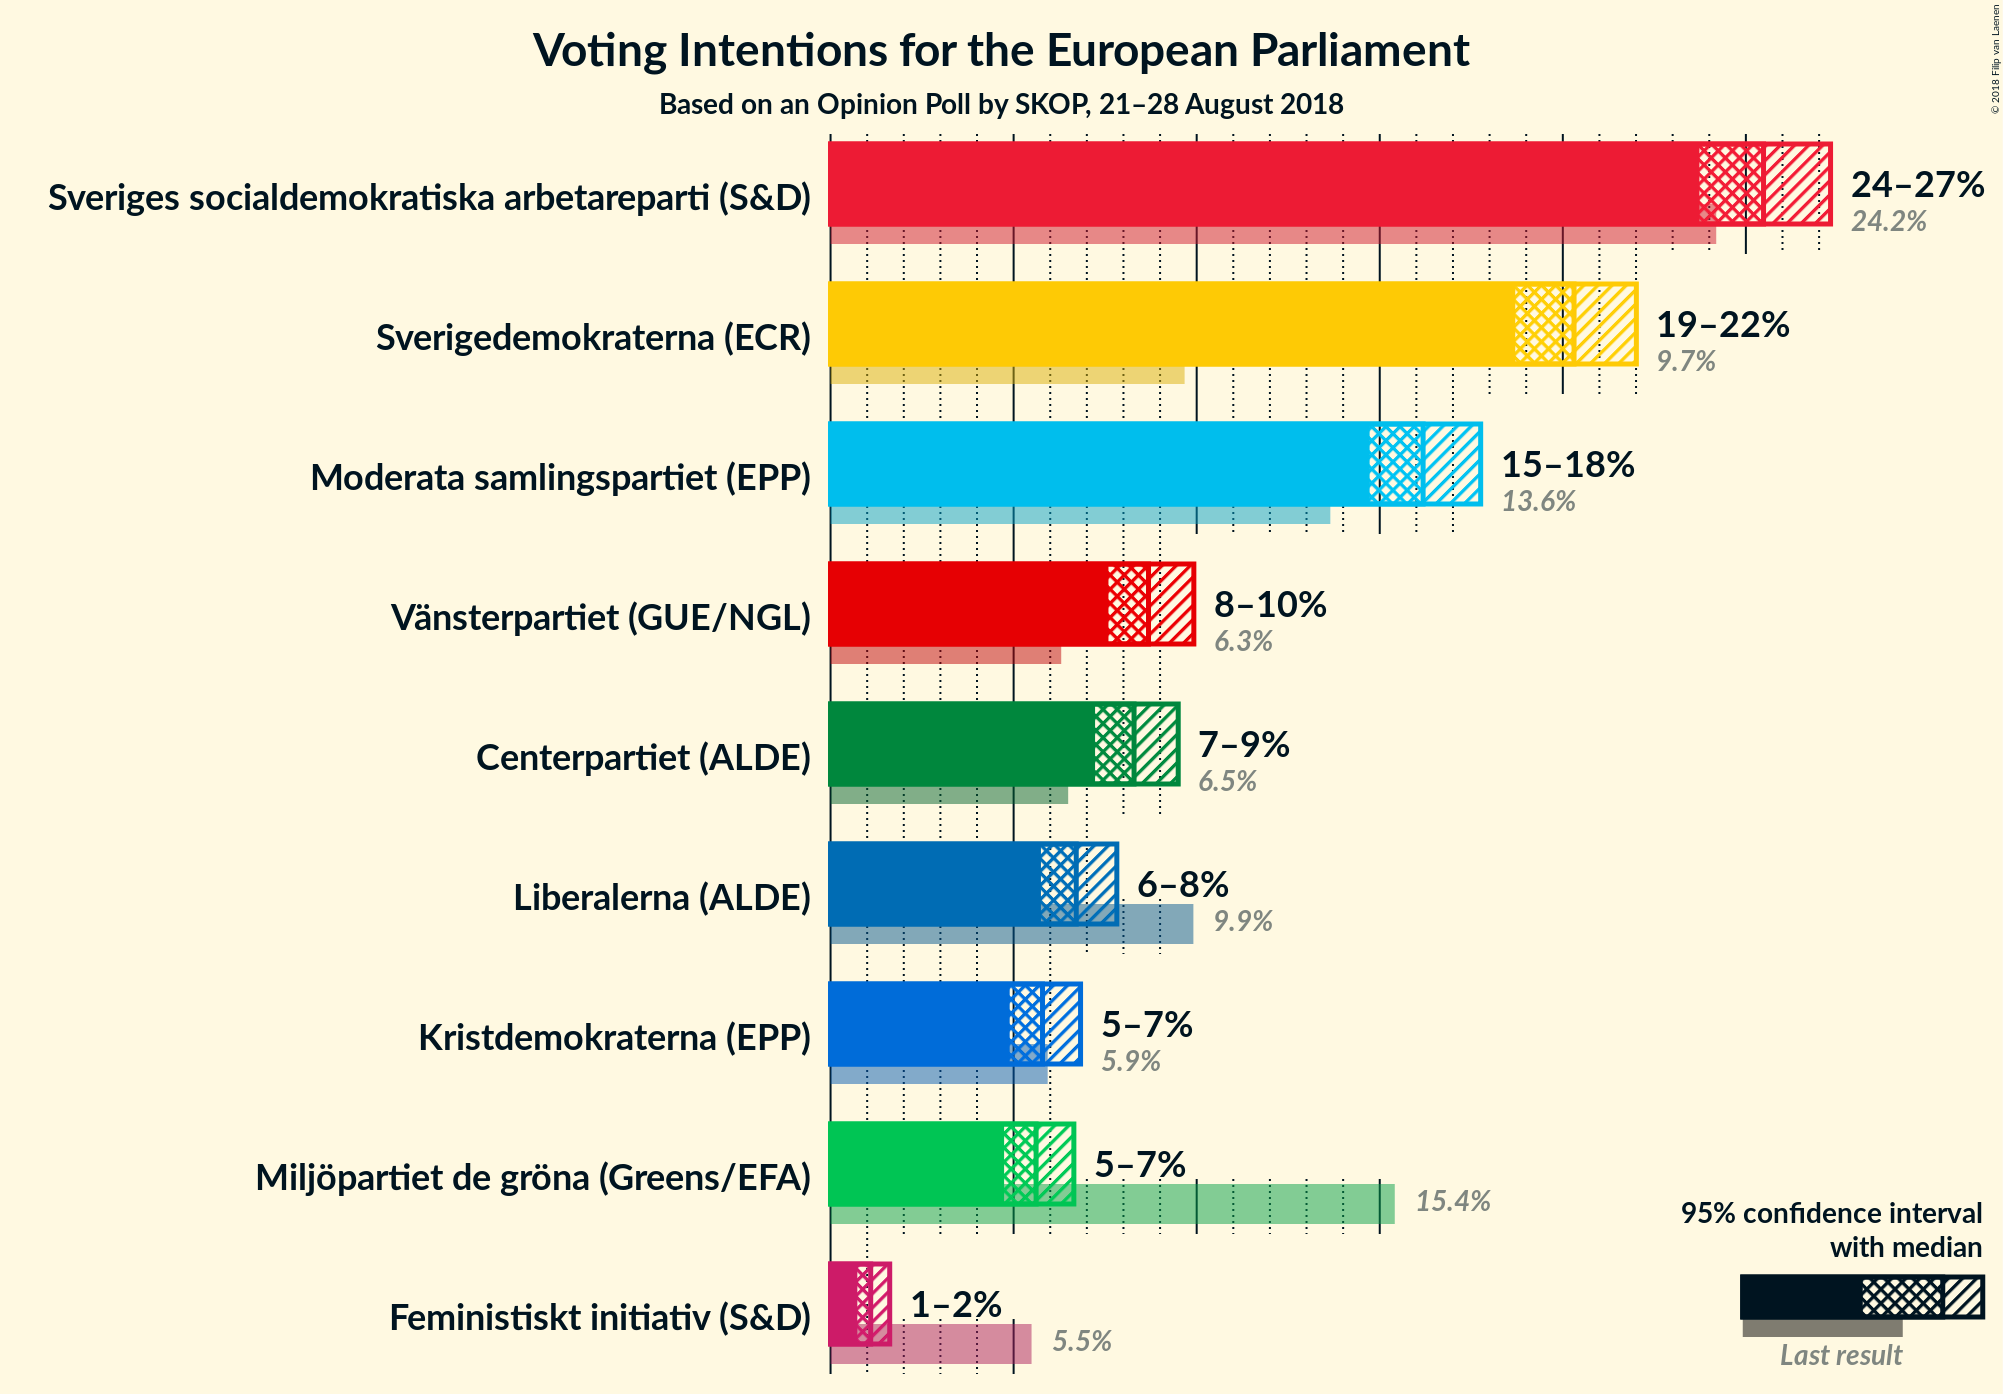 Voting Intentions for the European Parliament
Based on an Opinion Poll by SKOP, 21–28 August 2018
© 2018 Filip van Laenen
Sveriges socialdemokratiska arbetareparti (S&D)
24–27%
24.2%
Sverigedemokraterna (ECR)
19–22%
9.7%
Moderata samlingspartiet (EPP)
15–18%
13.6%
Vänsterpartiet (GUE/NGL)
8–10%
6.3%
Centerpartiet (ALDE)
7–9%
6.5%
Liberalerna (ALDE)
6–8%
9.9%
Kristdemokraterna (EPP)
5–7%
5.9%
Miljöpartiet de gröna (Greens/EFA)
5–7%
15.4%
Feministiskt initiativ (S&D)
1–2%
5.5%
95% confidence interval
with median
Last result